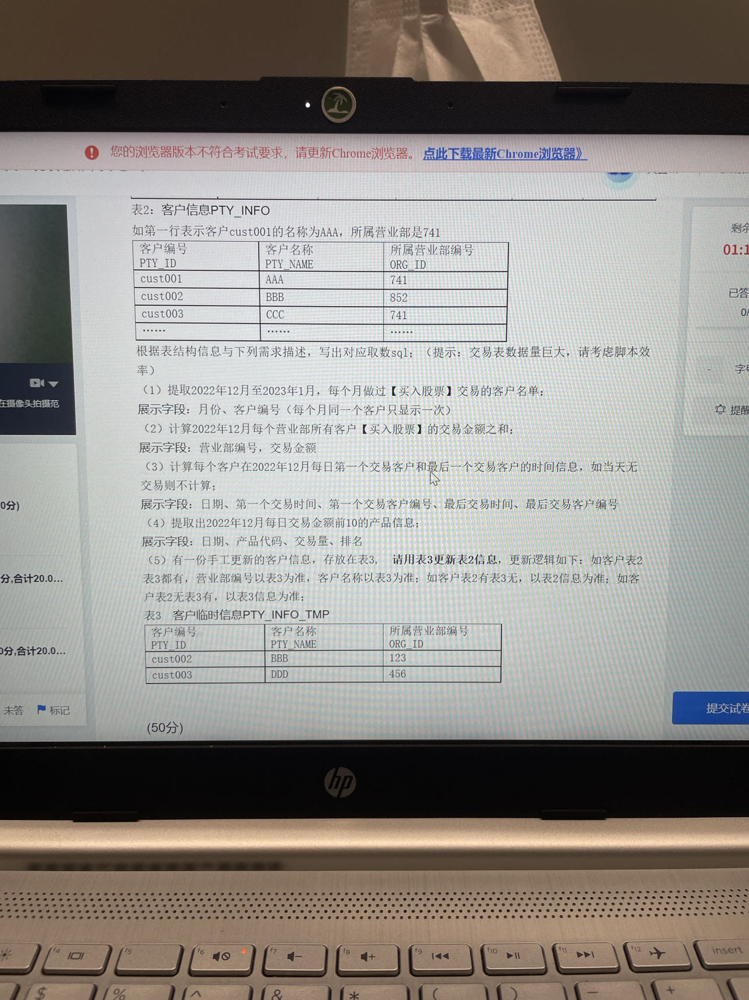 您的浏览器版本不符合考试要求，请更新Chrome浏览器。 点此下载最新Chrome浏览器》
表2：客户信息PTY_INFO
如第一行表示客户cust001的名称为AAA，所属营业部是741
客户编号 客户名称 所属营业部编号
PTY_ID PTY_NAME ORG_ID
cust001 AAA 741
cust002 BBB 852
cust003 CCC 741
…… …… ……
根据表结构信息与下列需求描述，写出对应取数sql；（提示：交易表数据量巨大，请考虑脚本效
率）
（1）提取2022年12月至2023年1月，每个月做过【买入股票】交易的客户名单；
展示字段：月份、客户编号（每个月同一个客户只显示一次）
（2）计算2022年12月每个营业部所有客户【买入股票】的交易金额之和；
展示字段：营业部编号，交易金额
（3）计算每个客户在2022年12月每日第一个交易客户和最后一个交易客户的时间信息，如当天无
交易则不计算；
展示字段：日期、第一个交易时间、第一个交易客户编号、最后交易时间、最后交易客户编号
（4）提取出2022年12月每日交易金额前10的产品信息；
展示字段：日期、产品代码、交易量、排名
（5）有一份手工更新的客户信息，存放在表3， 请用表3更新表2信息，更新逻辑如下：如客户表2
表3都有，营业部编号以表3为准，客户名称以表3为准；如客户表2有表3无，以表2信息为准；如客
户表2无表3有，以表3信息为准；
表3 客户临时信息PTY_INFO_TMP
客户编号 客户名称 所属营业部编号
PTY_ID PTY_NAME ORG_ID
cust002 BBB 123
cust003 DDD 456
(50分)
在摄像头拍摄范
0分)
分,合计20.0...
0分,合计20.0...
未答 标记
剩余
01:1
已答
0/
- 字号
提醒
提交试卷
hp
f4
f5
f6
f7
f8
f9
f10
f11
f12
insert
$ % ^ & * ( ) — +